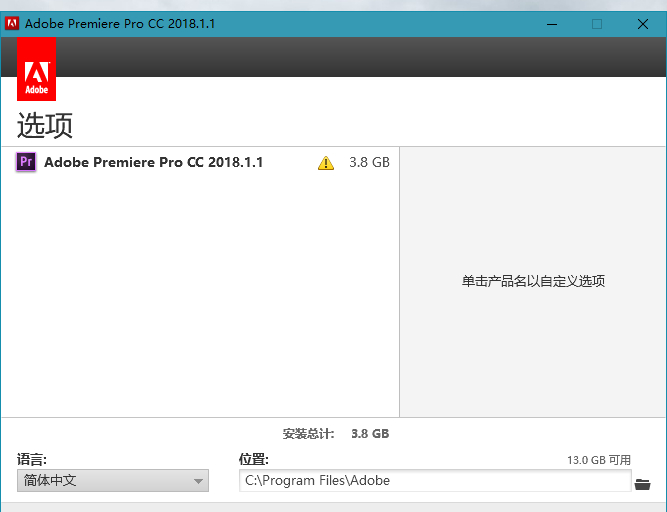 Adobe Premiere Pro CC 2018.1.1
Adobe
选项
Pr Adobe Premiere Pro CC 2018.1.1 3.8 GB
单击产品名以自定义选项
安装总计: 3.8 GB
语言: 位置: 13.0 GB 可用
简体中文 C:\Program Files\Adobe